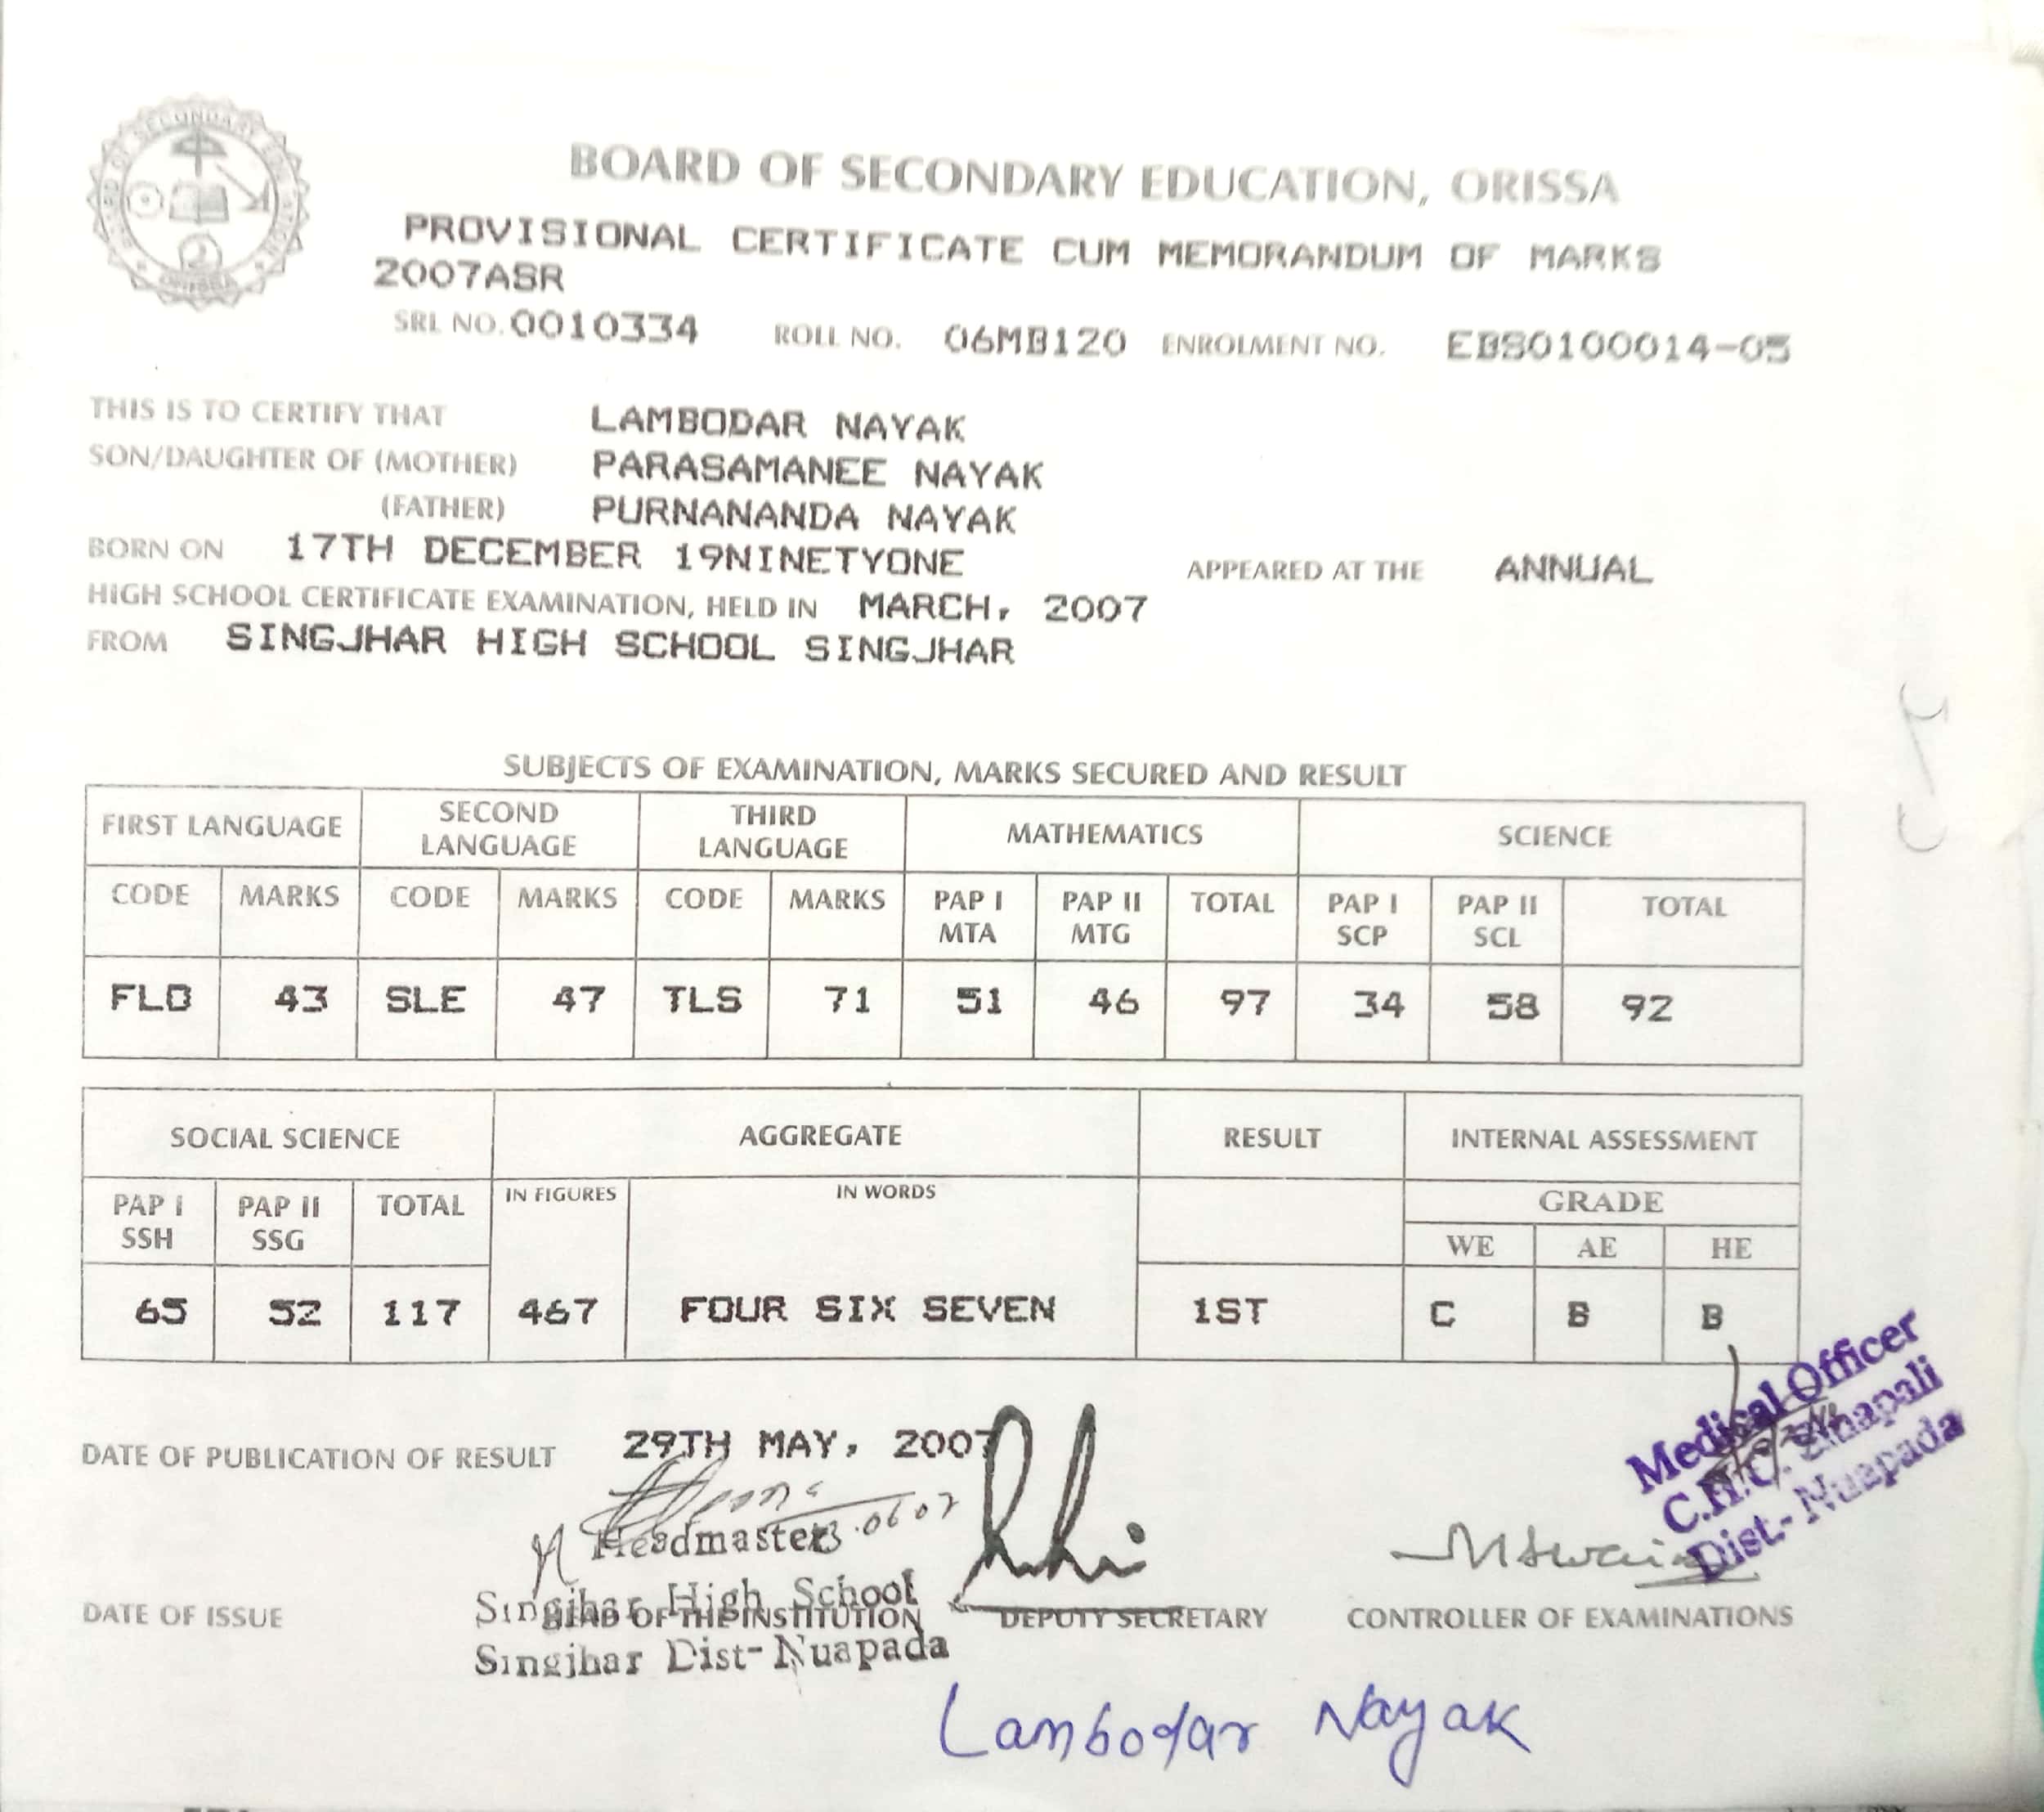 BOARD OF SECONDARY EDUCATION, ORISSA
PROVISIONAL CERTIFICATE CUM MEMORANDUM OF MARKS
2007ASR
SRL NO. 0010334 ROLL NO. 06MB120 ENROLMENT NO. EBS0100014-05
THIS IS TO CERTIFY THAT LAMBODAR NAYAK
SON/DAUGHTER OF (MOTHER) PARASAMANEE NAYAK
(FATHER) PURNANANDA NAYAK
BORN ON 17TH DECEMBER 19NINETYONE APPEARED AT THE ANNUAL
HIGH SCHOOL CERTIFICATE EXAMINATION, HELD IN MARCH, 2007
FROM SINGJHAR HIGH SCHOOL SINGJHAR
SUBJECTS OF EXAMINATION, MARKS SECURED AND RESULT
FIRST LANGUAGE SECOND LANGUAGE THIRD LANGUAGE MATHEMATICS SCIENCE
CODE MARKS CODE MARKS CODE MARKS PAP I MTA PAP II MTG TOTAL PAP I SCP PAP II SCL TOTAL
FLO 43 SLE 47 TLS 71 51 46 97 34 58 92
SOCIAL SCIENCE AGGREGATE RESULT INTERNAL ASSESSMENT
PAP I SSH PAP II SSG TOTAL IN FIGURES IN WORDS GRADE
WE AE HE
65 52 117 467 FOUR SIX SEVEN 1ST C B B
Medical Officer
C.H.C. Sinapali
Dist.- Nuapada
DATE OF PUBLICATION OF RESULT 29TH MAY, 2007
Headmaster
Singjhar High School
DATE OF ISSUE HEAD OF THE INSTITUTION DEPUTY SECRETARY CONTROLLER OF EXAMINATIONS
Singjhar Dist-Nuapada
Lambodar Nayak